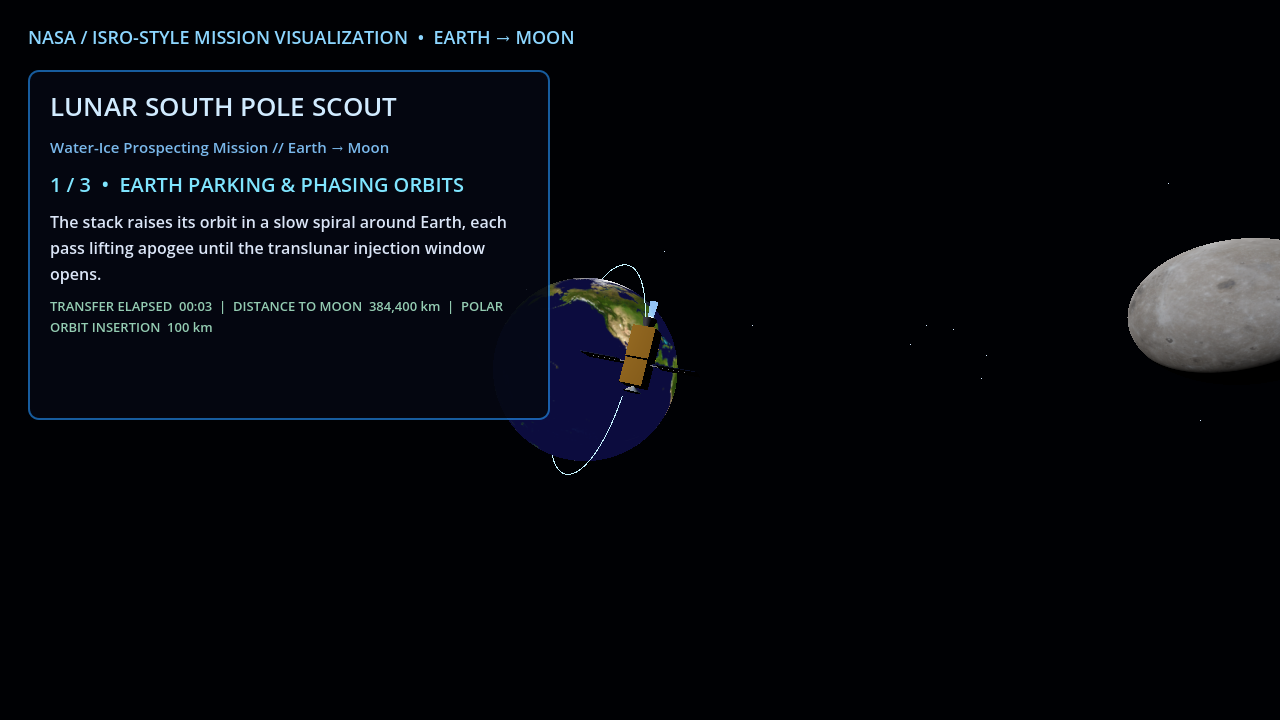 NASA / ISRO-STYLE MISSION VISUALIZATION • EARTH → MOON
LUNAR SOUTH POLE SCOUT
Water-Ice Prospecting Mission // Earth → Moon
1 / 3 • EARTH PARKING & PHASING ORBITS
The stack raises its orbit in a slow spiral around Earth, each
pass lifting apogee until the translunar injection window
opens.
TRANSFER ELAPSED 00:03 | DISTANCE TO MOON 384,400 km | POLAR
ORBIT INSERTION 100 km